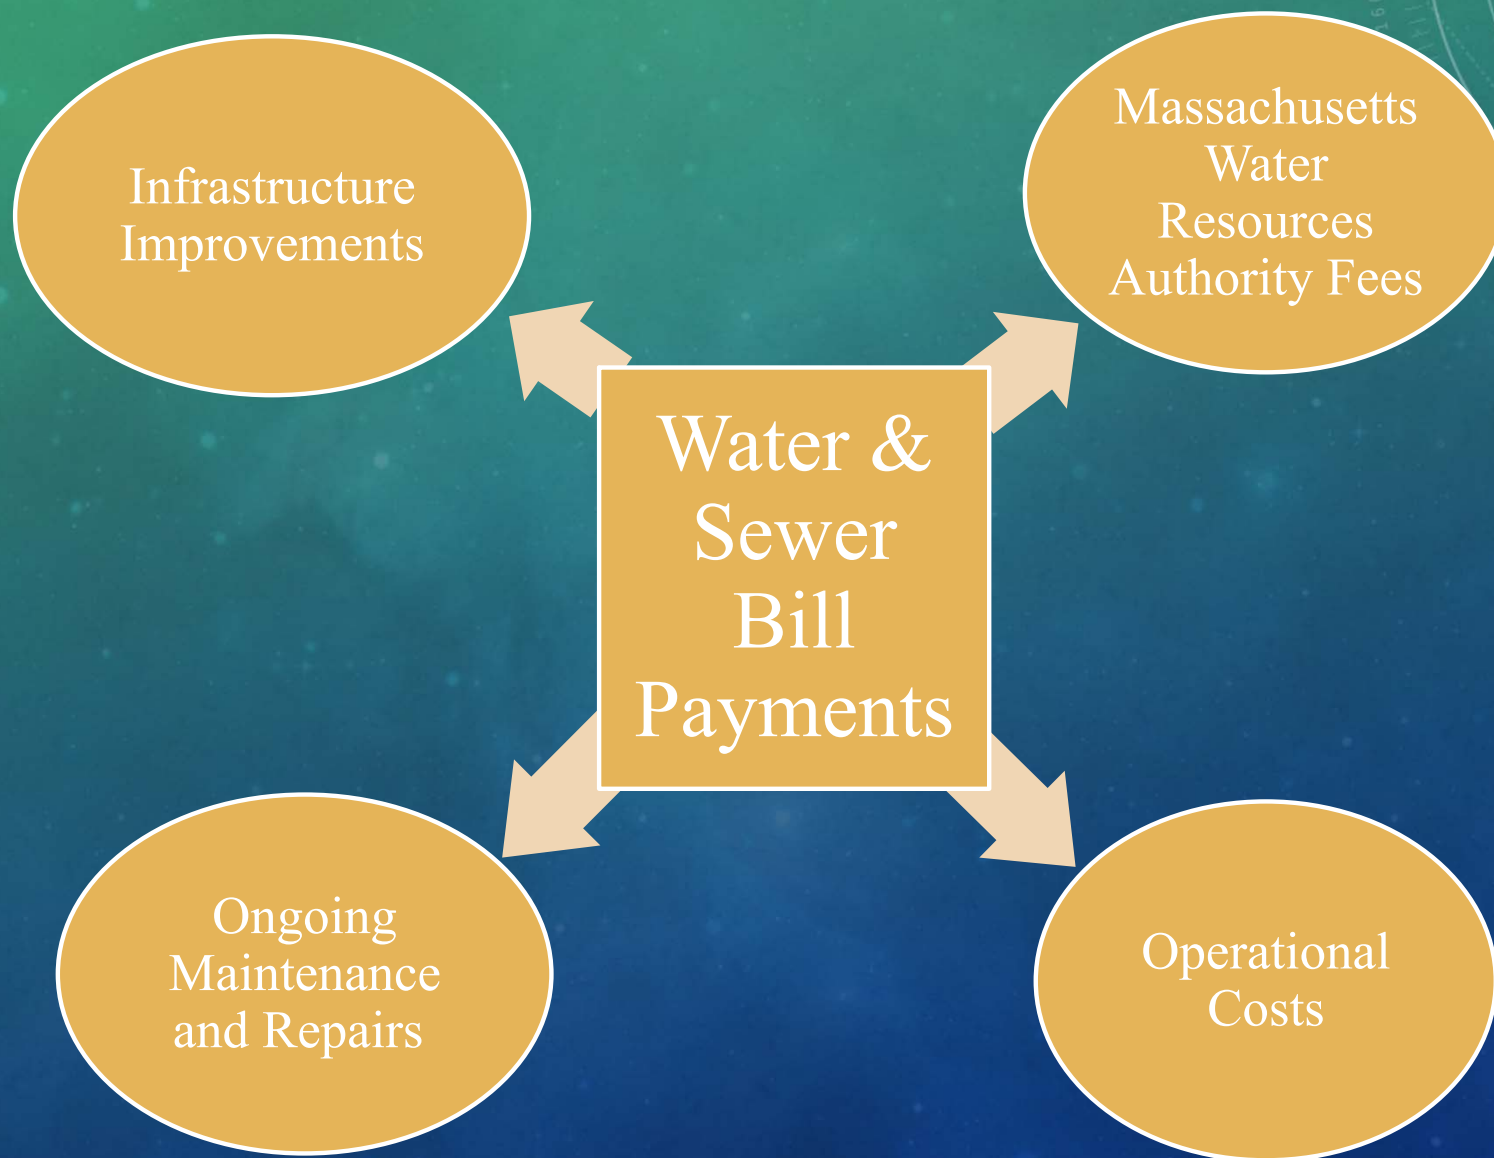 Infrastructure
Improvements
Massachusetts
Water
Resources
Authority Fees
Water &
Sewer
Bill
Payments
Ongoing
Maintenance
and Repairs
Operational
Costs